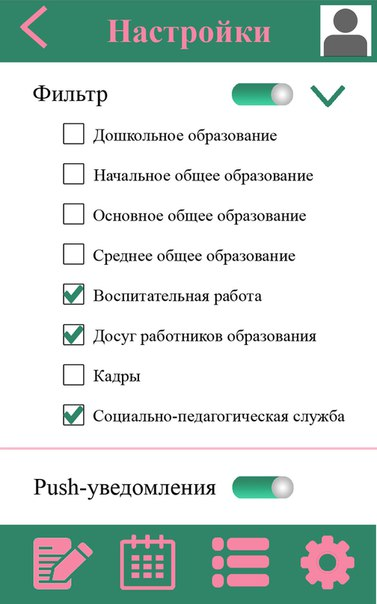 Настройки
Фильтр
Дошкольное образование
Начальное общее образование
Основное общее образование
Среднее общее образование
Воспитательная работа
Досуг работников образования
Кадры
Социально-педагогическая служба
Push-уведомления